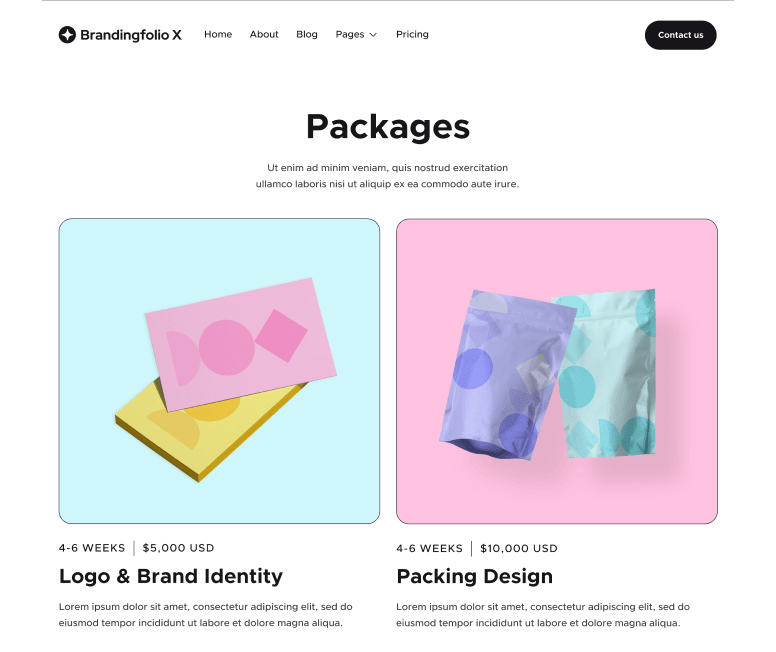 Brandingfolio X Home About Blog Pages Pricing Contact us
Packages
Ut enim ad minim veniam, quis nostrud exercitation
ullamco laboris nisi ut aliquip ex ea commodo aute irure.
4-6 WEEKS $5,000 USD
Logo & Brand Identity
Lorem ipsum dolor sit amet, consectetur adipiscing elit, sed do
eiusmod tempor incididunt ut labore et dolore magna aliqua.
4-6 WEEKS $10,000 USD
Packing Design
Lorem ipsum dolor sit amet, consectetur adipiscing elit, sed do
eiusmod tempor incididunt ut labore et dolore magna aliqua.